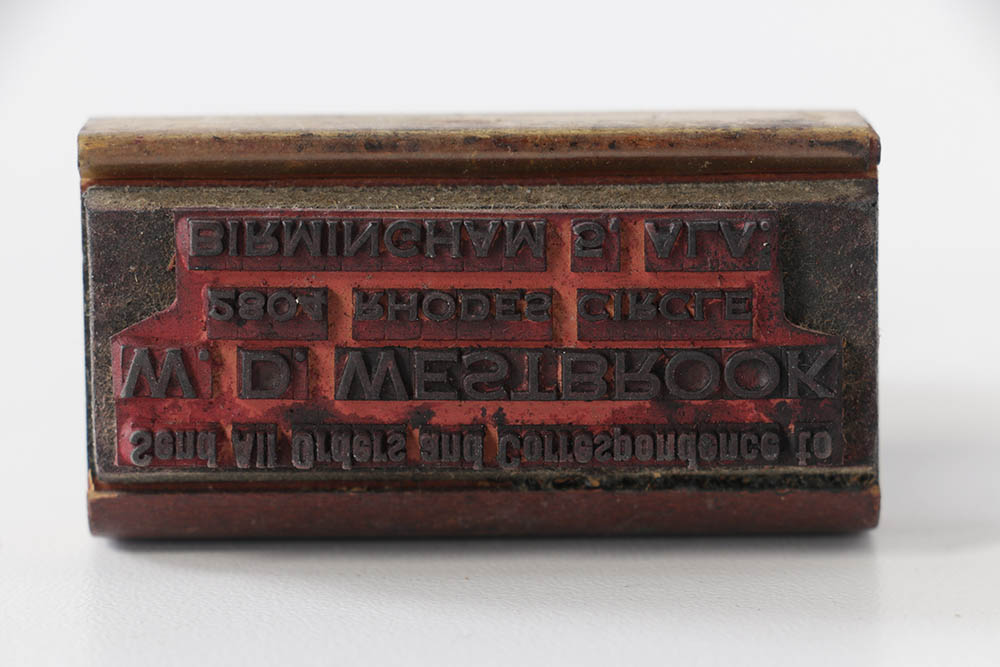 Send All Orders and Correspondence to
W. D. WESTBROOK
2804 RHODES CIRCLE
BIRMINGHAM 5, ALA.